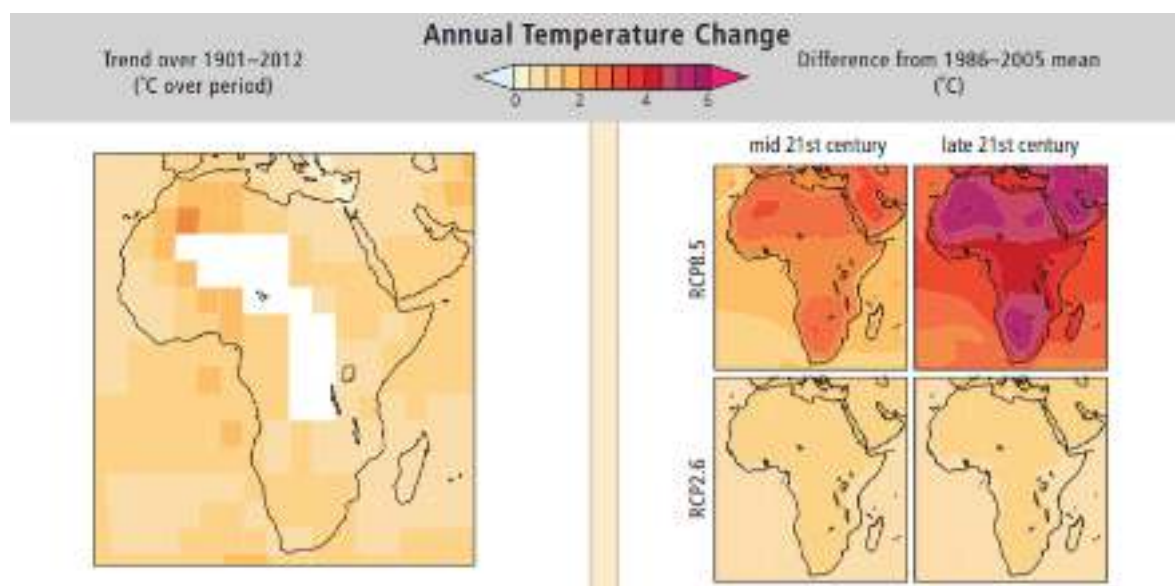 Annual Temperature Change
Trend over 1901–2012
(°C over period)
0 2 4 6
Difference from 1986–2005 mean
(°C)
mid 21st century late 21st century
RCP8.5
RCP2.6